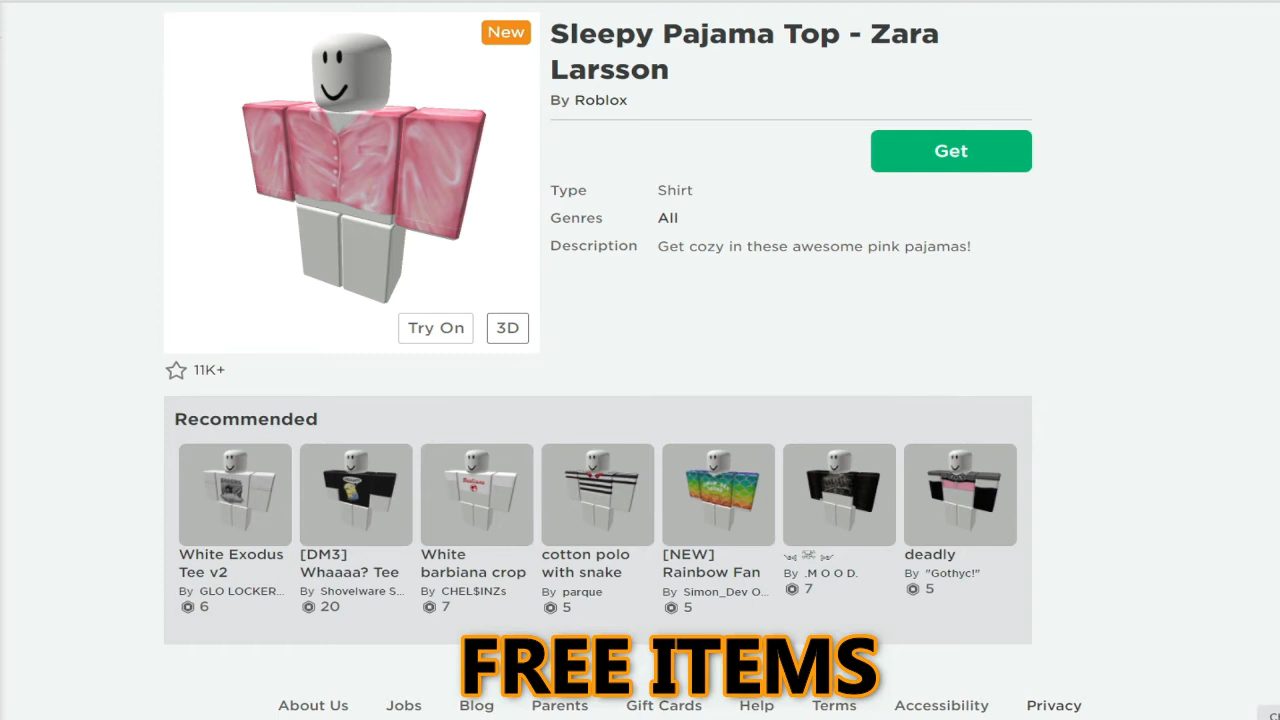 New
Sleepy Pajama Top - Zara
Larsson
By Roblox
Get
Type Shirt
Genres All
Description Get cozy in these awesome pink pajamas!
Try On 3D
11K+
Recommended
White Exodus
Tee v2
By GLO LOCKER...
6
[DM3]
Whaaaa? Tee
By Shovelware S...
20
White
barbiana crop
By CHEL$INZs
7
cotton polo
with snake
By parque
5
[NEW]
Rainbow Fan
By Simon_Dev O...
5
By .M O O D.
7
deadly
By "Gothyc!"
5
FREE ITEMS
About Us Jobs Blog Parents Gift Cards Help Terms Accessibility Privacy